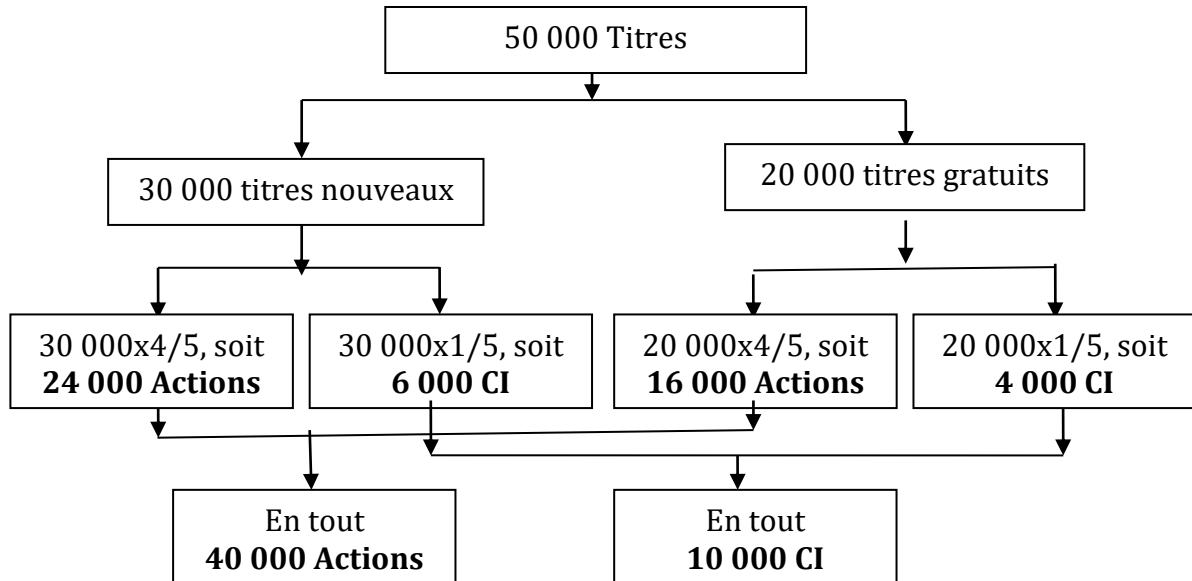 50 000 Titres
30 000 titres nouveaux
20 000 titres gratuits
30 000x4/5, soit
24 000 Actions
30 000x1/5, soit
6 000 CI
20 000x4/5, soit
16 000 Actions
20 000x1/5, soit
4 000 CI
En tout
40 000 Actions
En tout
10 000 CI